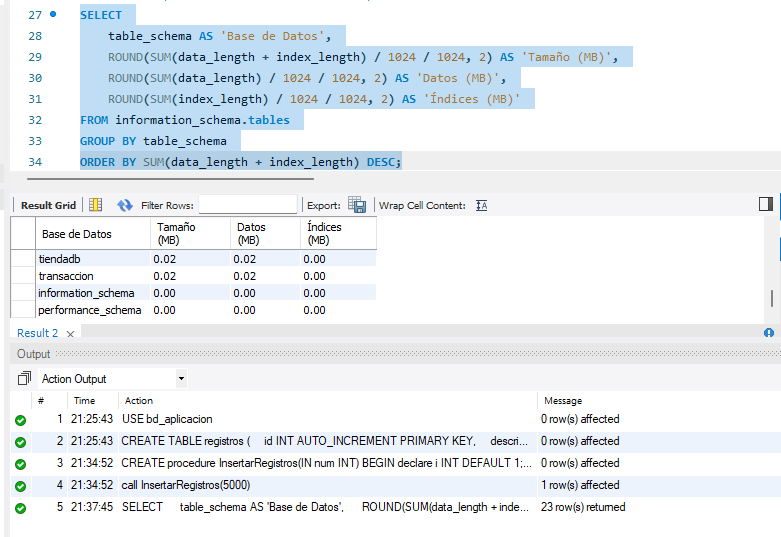 27 SELECT
28 table_schema AS 'Base de Datos',
29 ROUND(SUM(data_length + index_length) / 1024 / 1024, 2) AS 'Tamaño (MB)',
30 ROUND(SUM(data_length) / 1024 / 1024, 2) AS 'Datos (MB)',
31 ROUND(SUM(index_length) / 1024 / 1024, 2) AS 'Índices (MB)'
32 FROM information_schema.tables
33 GROUP BY table_schema
34 ORDER BY SUM(data_length + index_length) DESC;
Result Grid Filter Rows: Export: Wrap Cell Content:
Base de Datos Tamaño (MB) Datos (MB) Índices (MB)
tiendadb 0.02 0.02 0.00
transaccion 0.02 0.02 0.00
information_schema 0.00 0.00 0.00
performance_schema 0.00 0.00 0.00
Result 2
Output
Action Output
# Time Action Message
1 21:25:43 USE bd_aplicacion 0 row(s) affected
2 21:25:43 CREATE TABLE registros ( id INT AUTO_INCREMENT PRIMARY KEY, descri... 0 row(s) affected
3 21:34:52 CREATE procedure InsertarRegistros(IN num INT) BEGIN declare i INT DEFAULT 1;... 0 row(s) affected
4 21:34:52 call InsertarRegistros(5000) 1 row(s) affected
5 21:37:45 SELECT table_schema AS 'Base de Datos', ROUND(SUM(data_length + inde... 23 row(s) returned